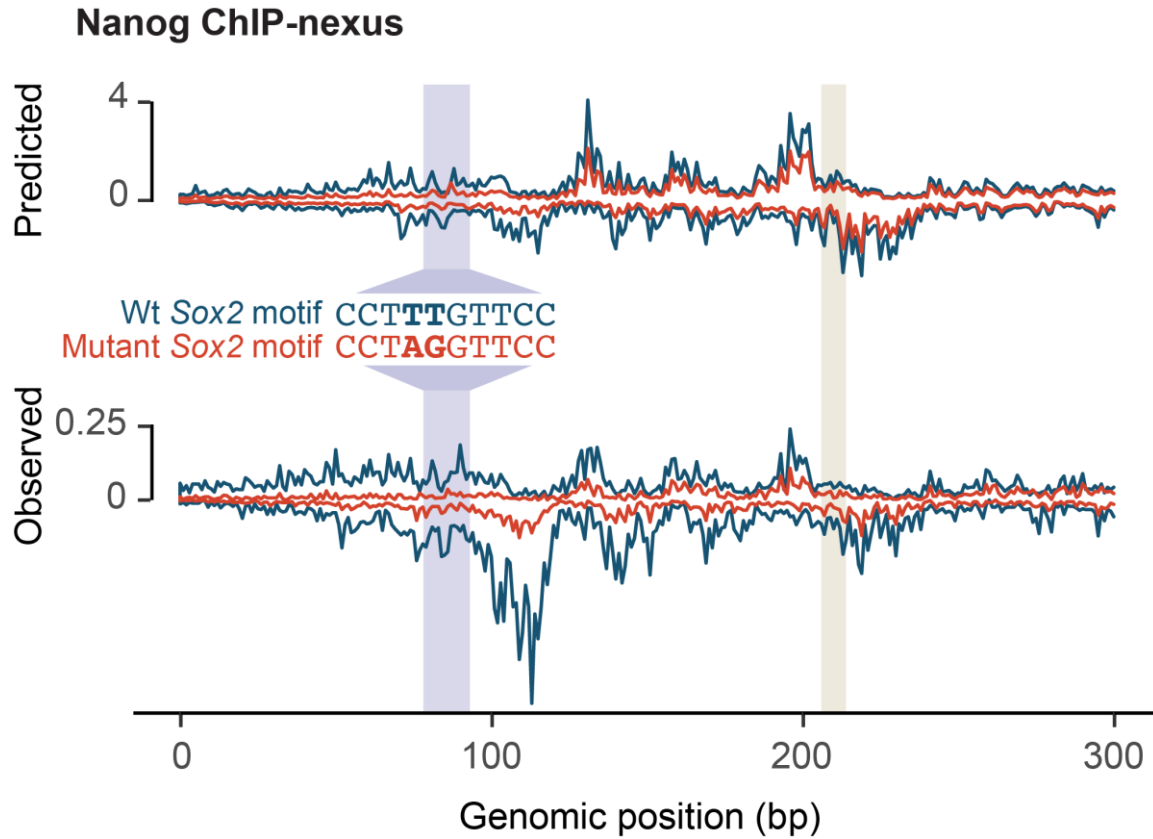 Nanog ChIP-nexus
Predicted
4
0
Wt Sox2 motif CCTTTGTTCC
Mutant Sox2 motif CCTAGGTTCC
Observed
0.25
0
0 100 200 300
Genomic position (bp)